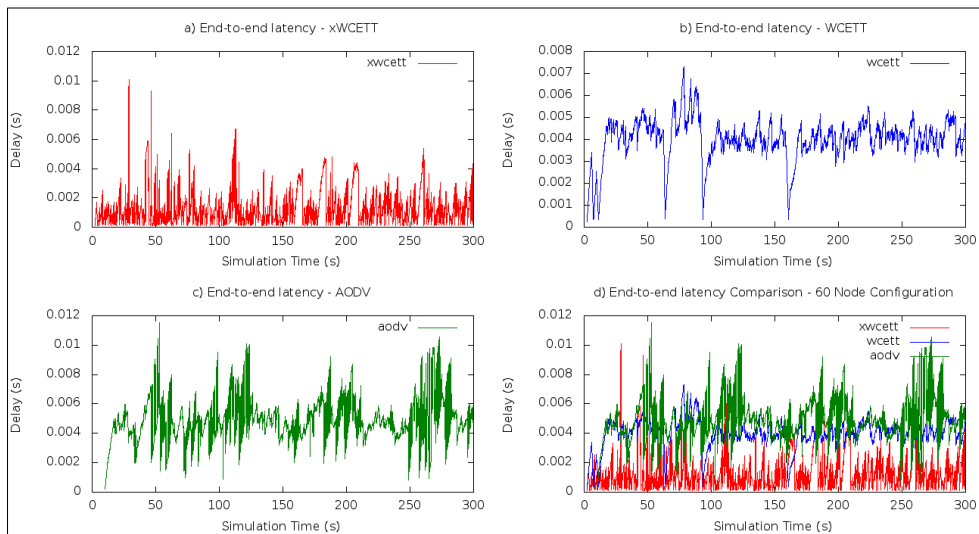 a) End-to-end latency - xWCETT
xwcett
Delay (s)
0.012
0.01
0.008
0.006
0.004
0.002
0
0 50 100 150 200 250 300
Simulation Time (s)
b) End-to-end latency - WCETT
wcett
Delay (s)
0.008
0.007
0.006
0.005
0.004
0.003
0.002
0.001
0
0 50 100 150 200 250 300
Simulation Time (s)
c) End-to-end latency - AODV
aodv
Delay (s)
0.012
0.01
0.008
0.006
0.004
0.002
0
0 50 100 150 200 250 300
Simulation Time (s)
d) End-to-end latency Comparison - 60 Node Configuration
xwcett
wcett
aodv
Delay (s)
0.012
0.01
0.008
0.006
0.004
0.002
0
0 50 100 150 200 250 300
Simulation Time (s)